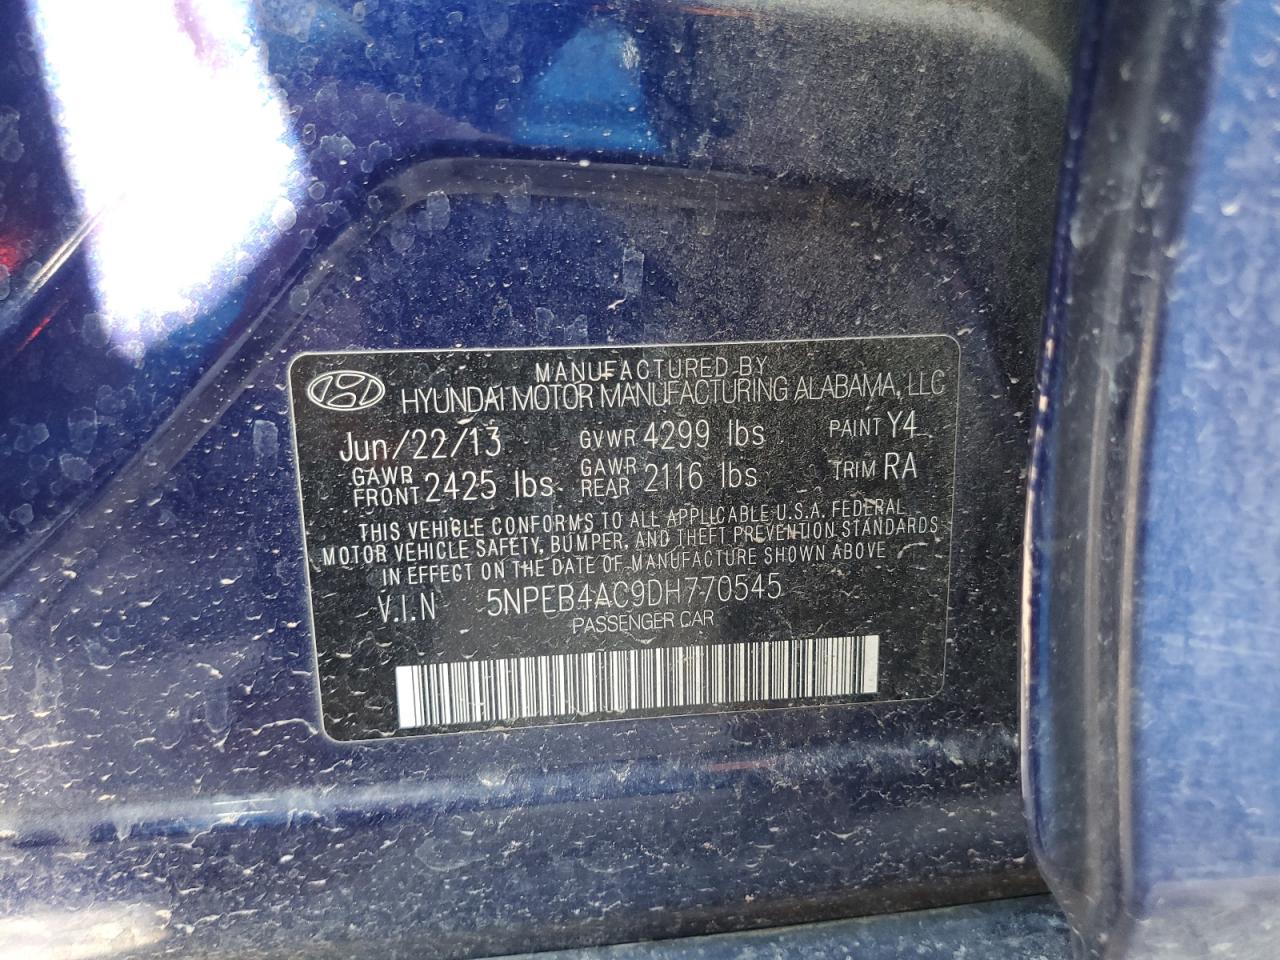 MANUFACTURED BY
HYUNDAI MOTOR MANUFACTURING ALABAMA, LLC
Jun/22/13 GVWR 4299 lbs PAINT Y4
GAWR FRONT 2425 lbs GAWR REAR 2116 lbs TRIM RA
THIS VEHICLE CONFORMS TO ALL APPLICABLE U.S.A. FEDERAL
MOTOR VEHICLE SAFETY, BUMPER, AND THEFT PREVENTION STANDARDS
IN EFFECT ON THE DATE OF MANUFACTURE SHOWN ABOVE
V.I.N 5NPEB4AC9DH770545
PASSENGER CAR